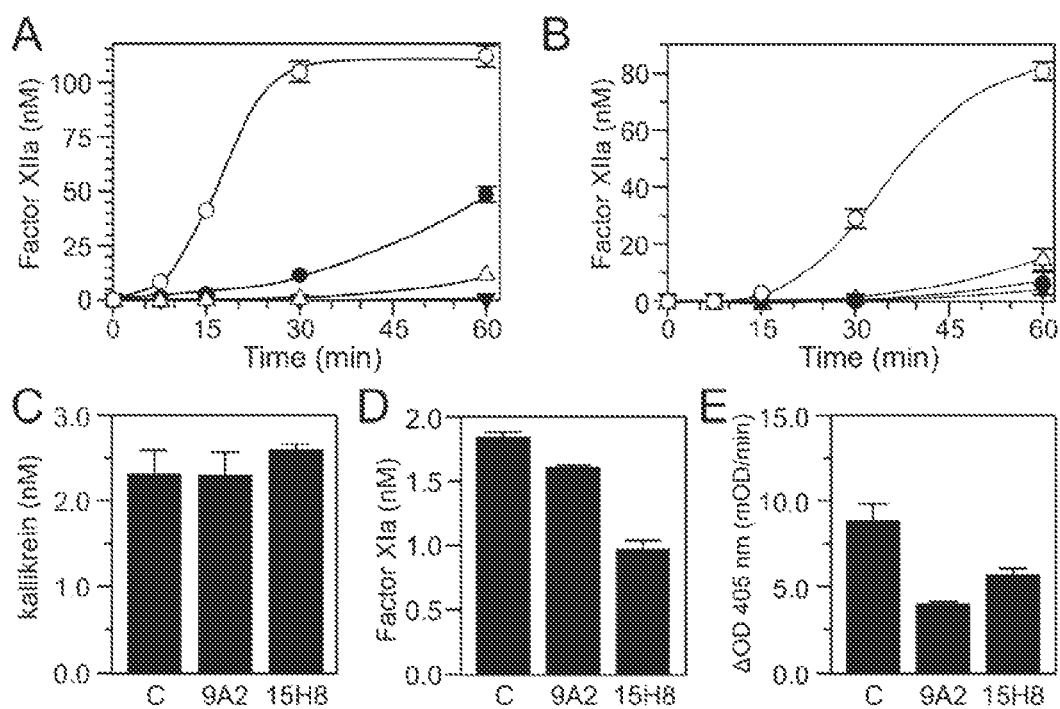 A
Factor XIIa (nM)
100
75
50
25
0
0 15 30 45 60
Time (min)
B
Factor XIIa (nM)
80
60
40
20
0
0 15 30 45 60
Time (min)
C
kallikrein (nM)
3.0
2.0
1.0
0.0
C 9A2 15H8
D
Factor XIa (nM)
2.0
1.5
1.0
0.5
0.0
C 9A2 15H8
E
ΔOD 405 nm (mOD/min)
15.0
10.0
5.0
0.0
C 9A2 15H8